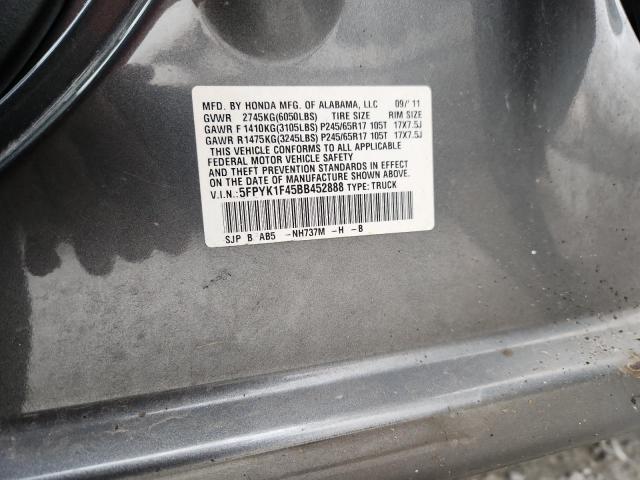 MFD. BY HONDA MFG. OF ALABAMA, LLC 09/'11
GVWR 2745KG(6050LBS) TIRE SIZE RIM SIZE
GAWR F 1410KG(3105LBS) P245/65R17 105T 17X7.5J
GAWR R1475KG(3245LBS) P245/65R17 105T 17X7.5J
THIS VEHICLE CONFORMS TO ALL APPLICABLE
FEDERAL MOTOR VEHICLE SAFETY
AND THEFT PREVENTION STANDARDS IN EFFECT
ON THE DATE OF MANUFACTURE SHOWN ABOVE.
V.I.N.:5FPYK1F45BB452888 TYPE:TRUCK
SJP B AB5 -NH737M -H -B